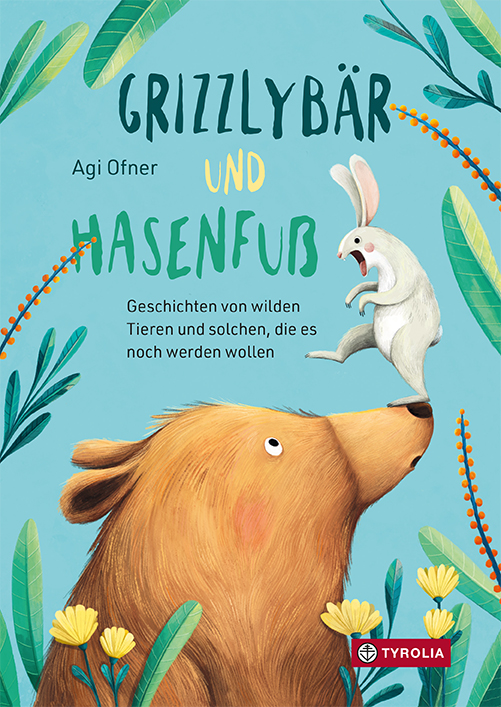 GRIZZLYBÄR
Agi Ofner
UND
HASENFUß
Geschichten von wilden
Tieren und solchen, die es
noch werden wollen
TYROLIA